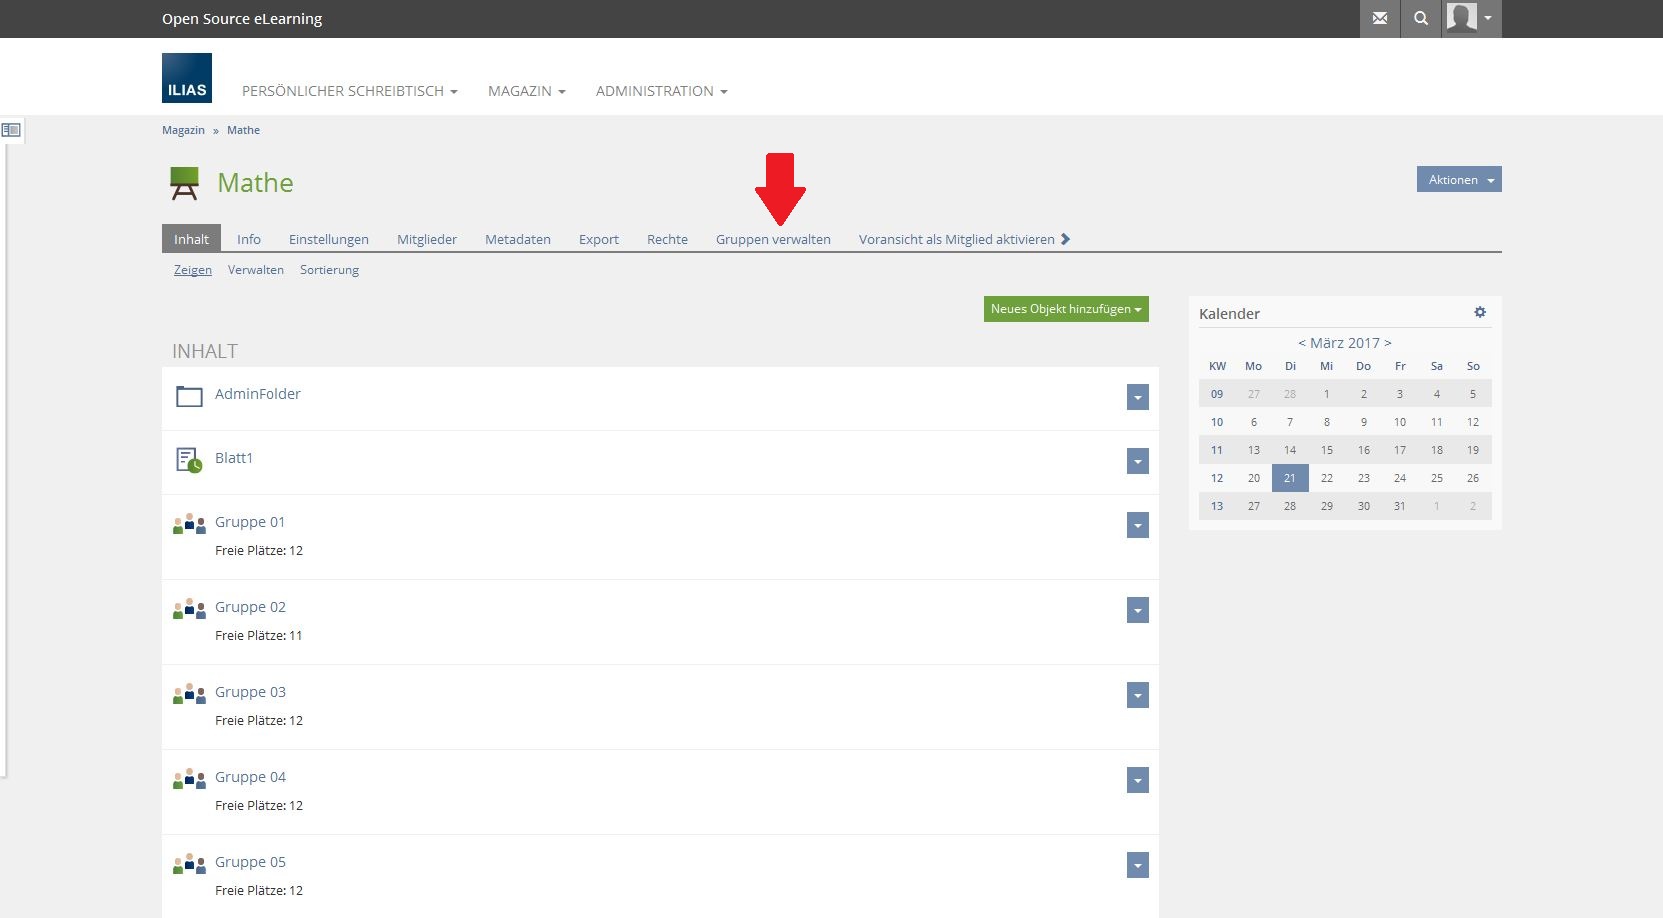 Open Source eLearning
ILIAS
PERSÖNLICHER SCHREIBTISCH MAGAZIN ADMINISTRATION
Magazin » Mathe
Mathe
Aktionen
Inhalt Info Einstellungen Mitglieder Metadaten Export Rechte Gruppen verwalten Voransicht als Mitglied aktivieren
Zeigen Verwalten Sortierung
Neues Objekt hinzufügen
INHALT
AdminFolder
Blatt1
Gruppe 01
Freie Plätze: 12
Gruppe 02
Freie Plätze: 11
Gruppe 03
Freie Plätze: 12
Gruppe 04
Freie Plätze: 12
Gruppe 05
Freie Plätze: 12
Kalender
< März 2017 >
KW Mo Di Mi Do Fr Sa So
09 27 28 1 2 3 4 5
10 6 7 8 9 10 11 12
11 13 14 15 16 17 18 19
12 20 21 22 23 24 25 26
13 27 28 29 30 31 1 2